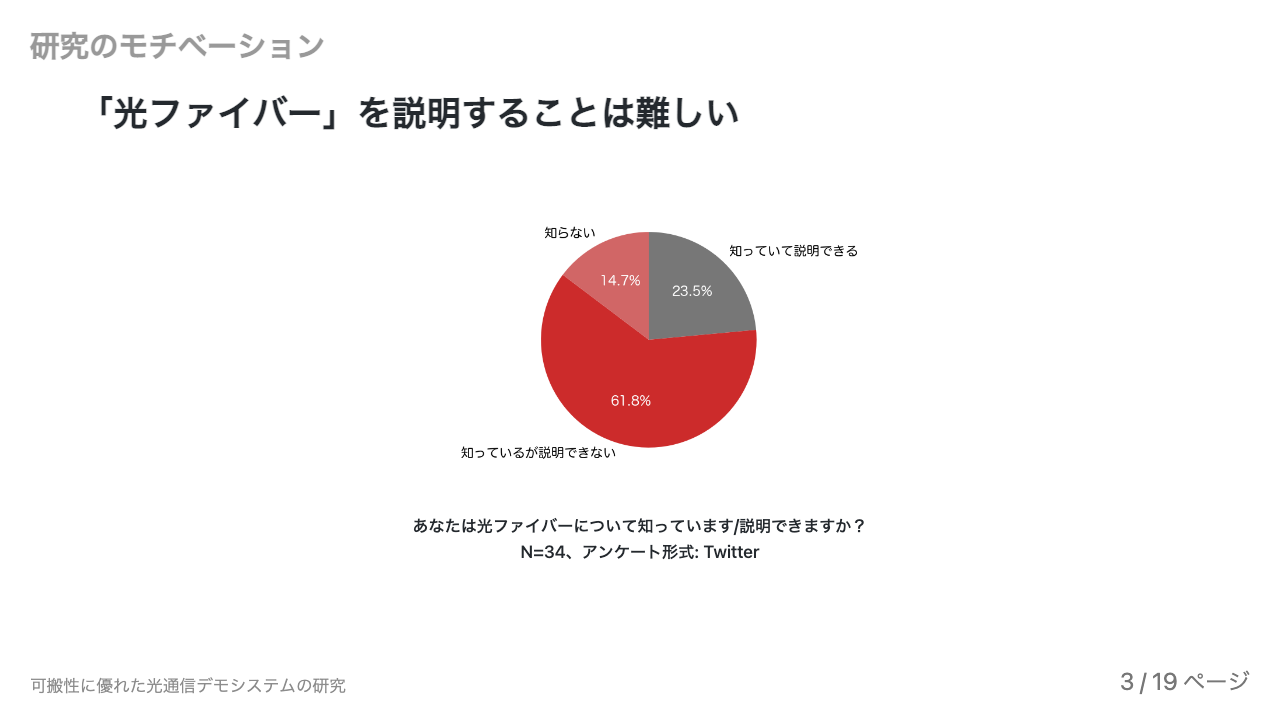 研究のモチベーション
「光ファイバー」を説明することは難しい
知らない
知っていて説明できる
14.7%
23.5%
61.8%
知っているが説明できない
あなたは光ファイバーについて知っています/説明できますか？
N=34、アンケート形式: Twitter
可搬性に優れた光通信デモシステムの研究
3 / 19 ページ